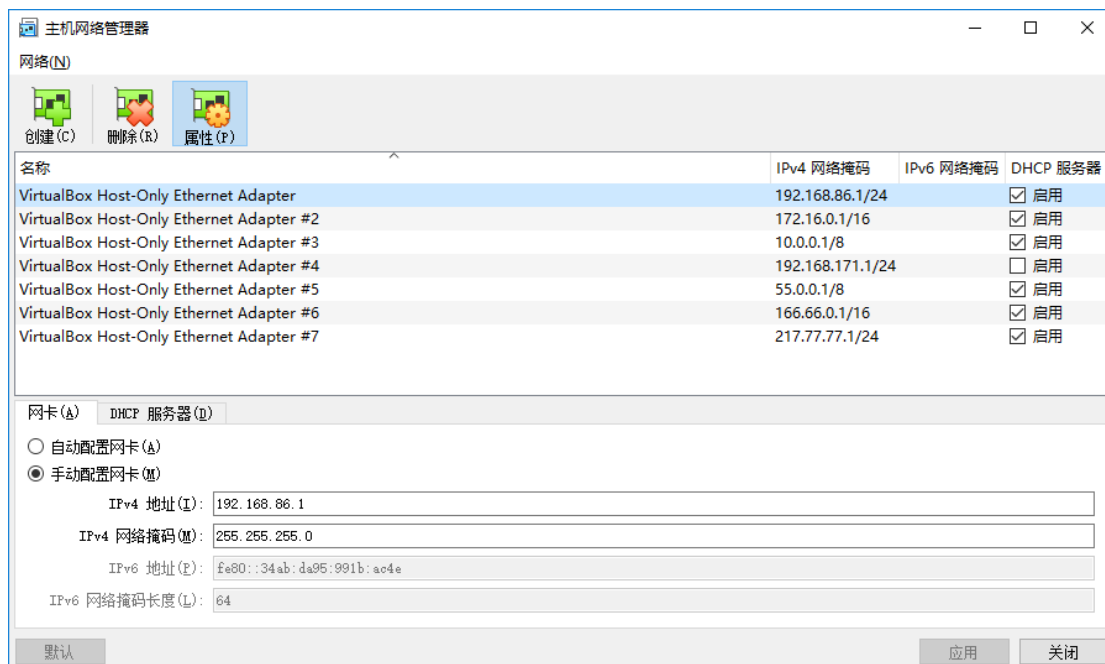 主机网络管理器
网络(N)
创建(C) 删除(R) 属性(P)
名称 IPv4 网络掩码 IPv6 网络掩码 DHCP 服务器
VirtualBox Host-Only Ethernet Adapter 192.168.86.1/24 启用
VirtualBox Host-Only Ethernet Adapter #2 172.16.0.1/16 启用
VirtualBox Host-Only Ethernet Adapter #3 10.0.0.1/8 启用
VirtualBox Host-Only Ethernet Adapter #4 192.168.171.1/24 启用
VirtualBox Host-Only Ethernet Adapter #5 55.0.0.1/8 启用
VirtualBox Host-Only Ethernet Adapter #6 166.66.0.1/16 启用
VirtualBox Host-Only Ethernet Adapter #7 217.77.77.1/24 启用
网卡(A) DHCP 服务器(D)
自动配置网卡(A)
手动配置网卡(M)
IPv4 地址(I): 192.168.86.1
IPv4 网络掩码(M): 255.255.255.0
IPv6 地址(P): fe80::34ab:da95:991b:ac4e
IPv6 网络掩码长度(L): 64
默认 应用 关闭